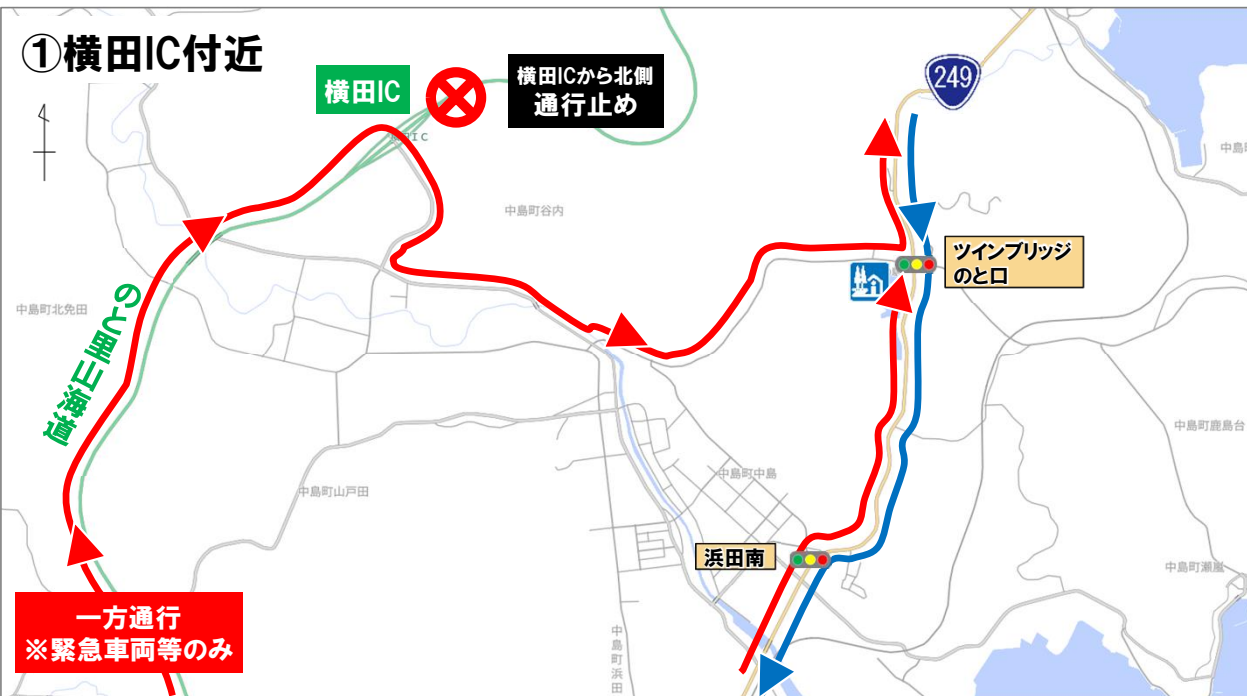 ①横田IC付近
横田IC
横田ICから北側
通行止め
249
中島町谷内
ツインブリッジ
のと口
中島町北免田
のと里山海道
中島町鹿島台
中島町中島
中島町山戸田
浜田南
中島町瀬嵐
一方通行
※緊急車両等のみ
中島町浜田